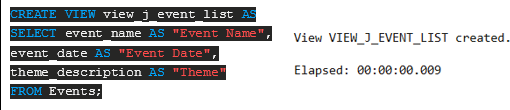 CREATE VIEW view_j_event_list AS
SELECT event_name AS "Event Name",
event_date AS "Event Date",
theme_description AS "Theme"
FROM Events;
View VIEW_J_EVENT_LIST created.
Elapsed: 00:00:00.009